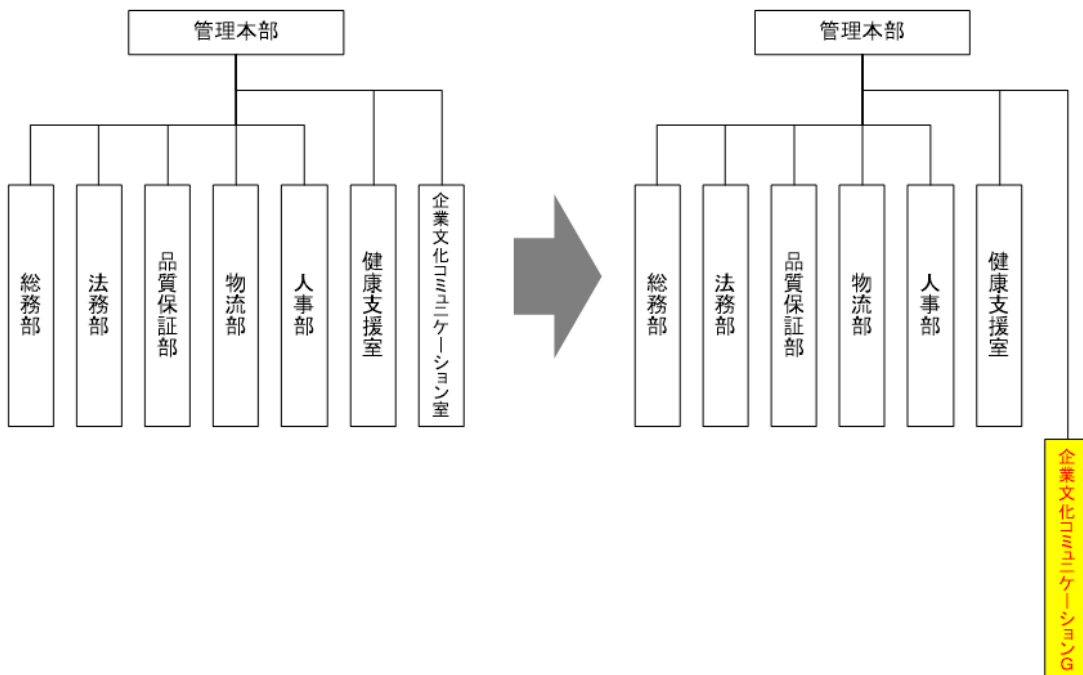 管理本部
総務部
法務部
品質保証部
物流部
人事部
健康支援室
企業文化コミュニケーション室
管理本部
総務部
法務部
品質保証部
物流部
人事部
健康支援室
企業文化コミュニケーションG